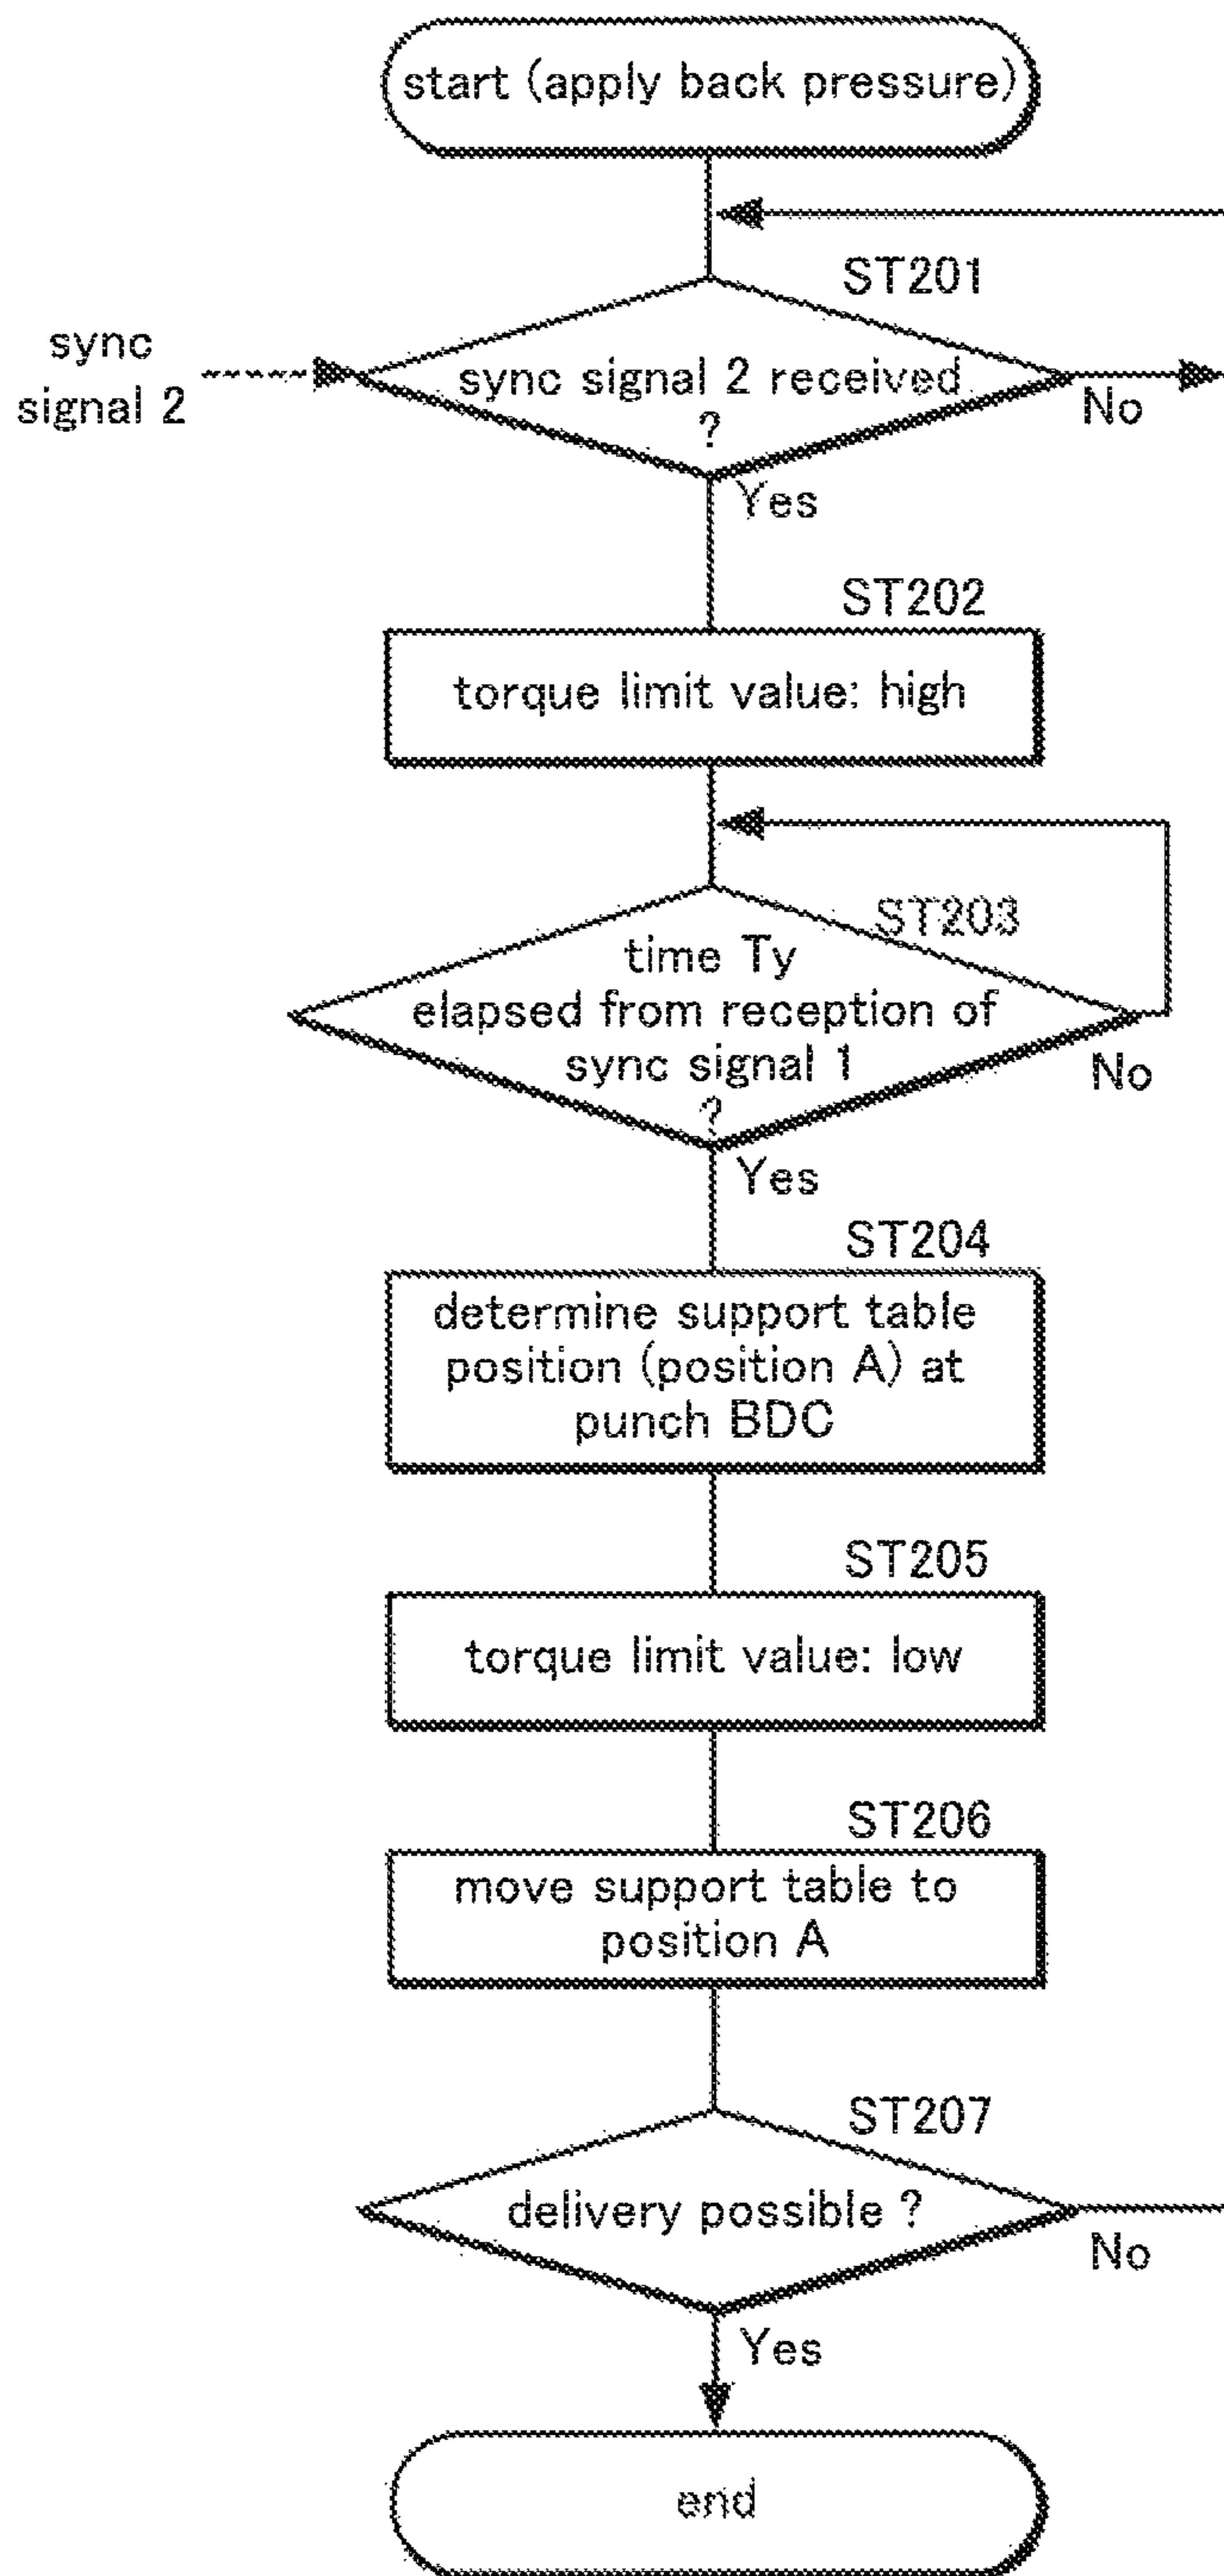 start (apply back pressure)
ST201
sync
signal 2
sync signal 2 received
?
No
Yes
ST202
torque limit value: high
ST203
time Ty
elapsed from reception of
sync signal 1
?
No
Yes
ST204
determine support table
position (position A) at
punch BDC
ST205
torque limit value: low
ST206
move support table to
position A
ST207
delivery possible ?
No
Yes
end